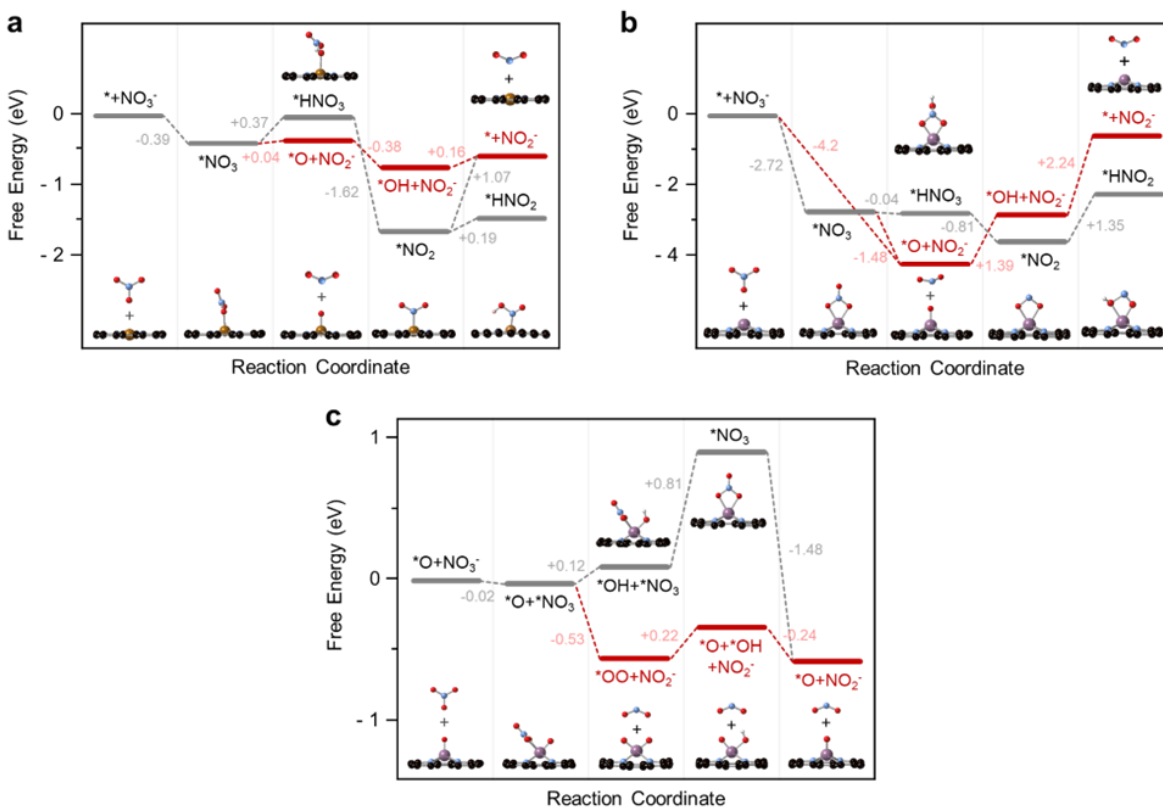 a
Free Energy (eV)
0
- 1
- 2
*+NO₃⁻
-0.39
*NO₃
+0.37
+0.04
*HNO₃
*O+NO₂⁻
-0.38
-1.62
*OH+NO₂⁻
*NO₂
+0.16
+1.07
+0.19
+
*+NO₂⁻
*HNO₂
+
+
Reaction Coordinate
b
Free Energy (eV)
0
- 2
- 4
*+NO₃⁻
-2.72
-4.2
*NO₃
-0.04
-1.48
*HNO₃
*O+NO₂⁻
-0.81
+1.39
*OH+NO₂⁻
*NO₂
+2.24
+1.35
+
*+NO₂⁻
*HNO₂
+
+
Reaction Coordinate
c
Free Energy (eV)
1
0
- 1
*O+NO₃⁻
-0.02
*O+*NO₃
+0.12
-0.53
*OH+*NO₃
*OO+NO₂⁻
+0.81
+0.22
*NO₃
*O+*OH
+NO₂⁻
-1.48
-0.24
*O+NO₂⁻
+
+
+
+
Reaction Coordinate